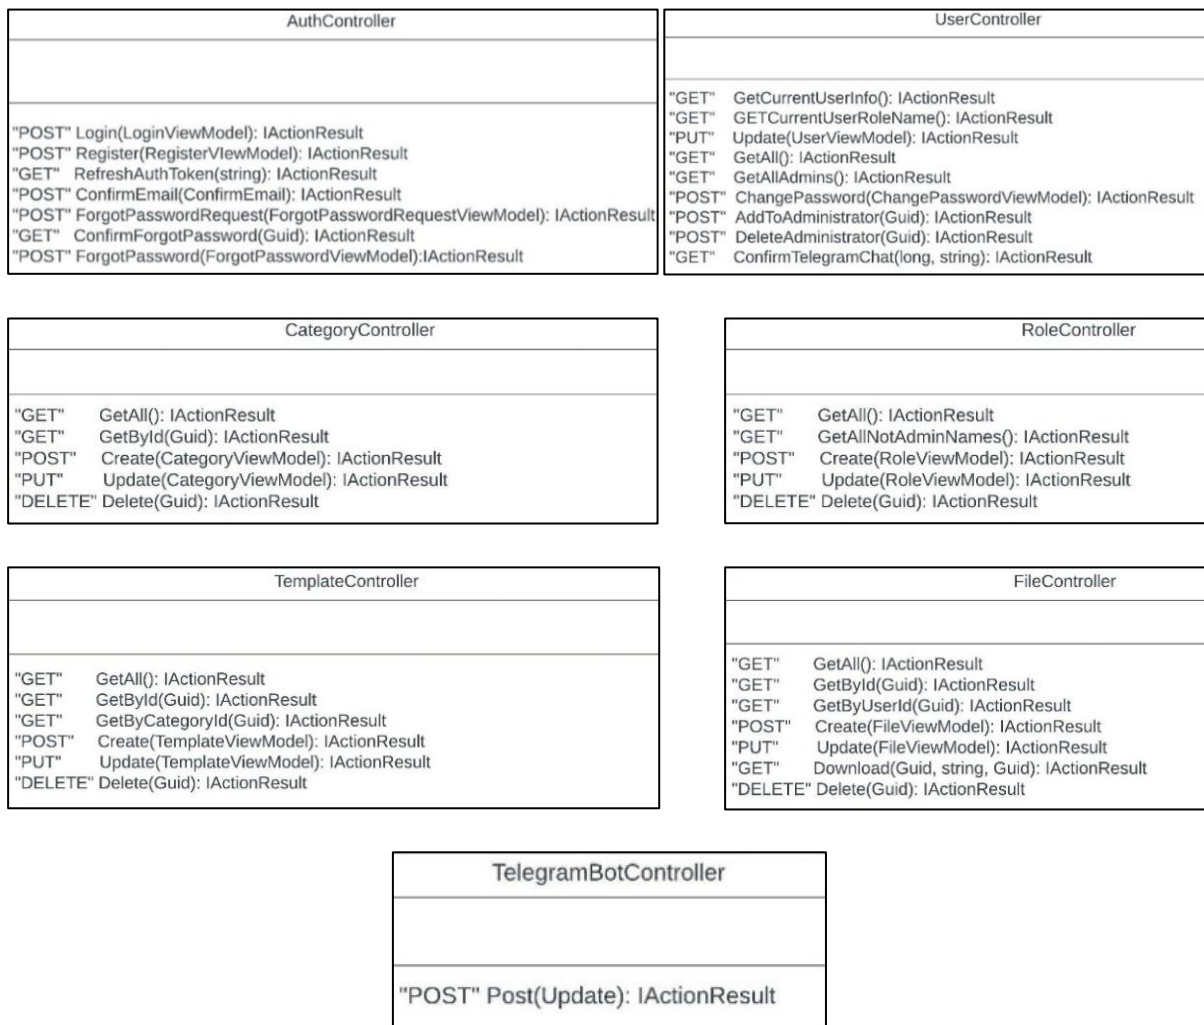 AuthController
"POST" Login(LoginViewModel): IActionResult
"POST" Register(RegisterVIewModel): IActionResult
"GET" RefreshAuthToken(string): IActionResult
"POST" ConfirmEmail(ConfirmEmail): IActionResult
"POST" ForgotPasswordRequest(ForgotPasswordRequestViewModel): IActionResult
"GET" ConfirmForgotPassword(Guid): IActionResult
"POST" ForgotPassword(ForgotPasswordViewModel):IActionResult
UserController
"GET" GetCurrentUserInfo(): IActionResult
"GET" GETCurrentUserRoleName(): IActionResult
"PUT" Update(UserViewModel): IActionResult
"GET" GetAll(): IActionResult
"GET" GetAllAdmins(): IActionResult
"POST" ChangePassword(ChangePasswordViewModel): IActionResult
"POST" AddToAdministrator(Guid): IActionResult
"POST" DeleteAdministrator(Guid): IActionResult
"GET" ConfirmTelegramChat(long, string): IActionResult
CategoryController
"GET" GetAll(): IActionResult
"GET" GetById(Guid): IActionResult
"POST" Create(CategoryViewModel): IActionResult
"PUT" Update(CategoryViewModel): IActionResult
"DELETE" Delete(Guid): IActionResult
RoleController
"GET" GetAll(): IActionResult
"GET" GetAllNotAdminNames(): IActionResult
"POST" Create(RoleViewModel): IActionResult
"PUT" Update(RoleViewModel): IActionResult
"DELETE" Delete(Guid): IActionResult
TemplateController
"GET" GetAll(): IActionResult
"GET" GetById(Guid): IActionResult
"GET" GetByCategoryId(Guid): IActionResult
"POST" Create(TemplateViewModel): IActionResult
"PUT" Update(TemplateViewModel): IActionResult
"DELETE" Delete(Guid): IActionResult
FileController
"GET" GetAll(): IActionResult
"GET" GetById(Guid): IActionResult
"GET" GetByUserId(Guid): IActionResult
"POST" Create(FileViewModel): IActionResult
"PUT" Update(FileViewModel): IActionResult
"GET" Download(Guid, string, Guid): IActionResult
"DELETE" Delete(Guid): IActionResult
TelegramBotController
"POST" Post(Update): IActionResult